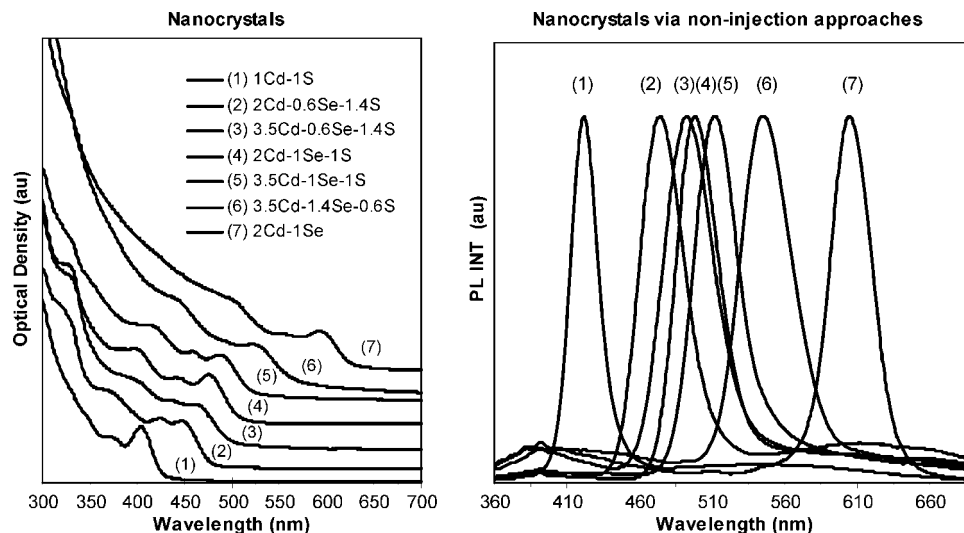 Nanocrystals
Optical Density (au)
(1) 1Cd-1S
(2) 2Cd-0.6Se-1.4S
(3) 3.5Cd-0.6Se-1.4S
(4) 2Cd-1Se-1S
(5) 3.5Cd-1Se-1S
(6) 3.5Cd-1.4Se-0.6S
(7) 2Cd-1Se
(7)
(6)
(5)
(4)
(3)
(2)
(1)
300 350 400 450 500 550 600 650 700
Wavelength (nm)
Nanocrystals via non-injection approaches
PL INT (au)
(1) (2) (3)(4)(5) (6) (7)
360 410 460 510 560 610 660
Wavelength (nm)